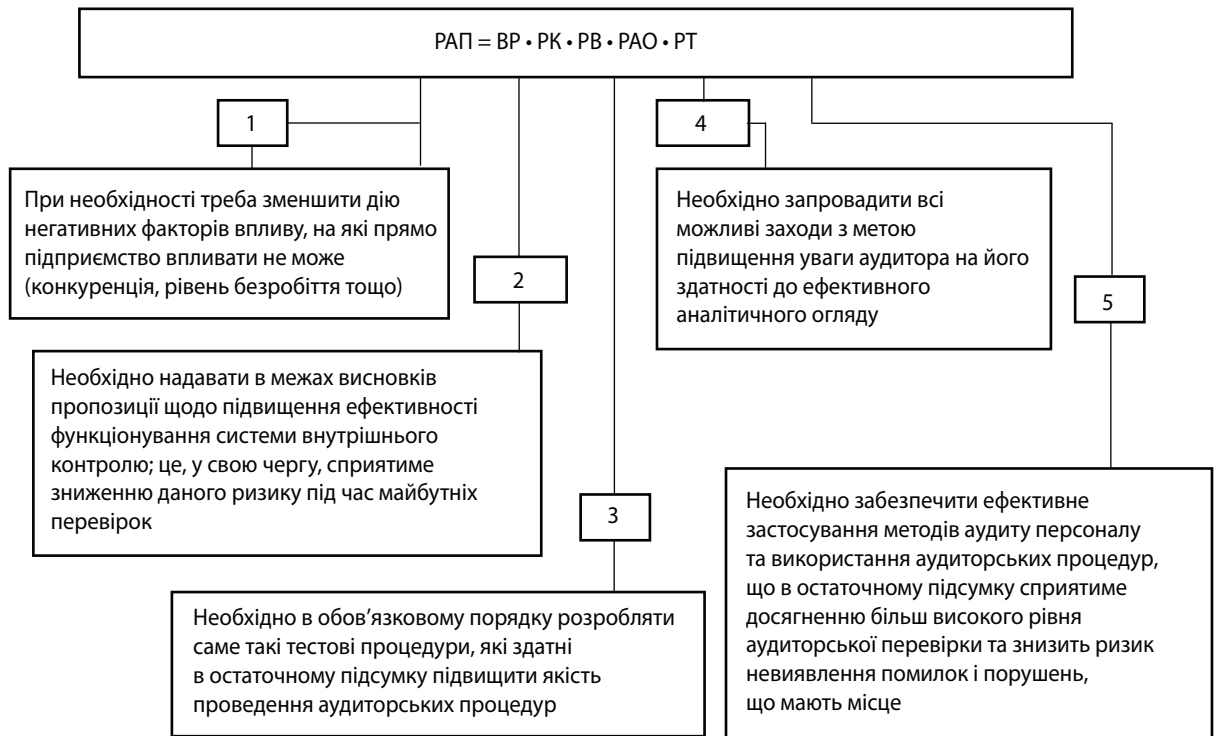 РАП = ВР • РК • РВ • РАО • РТ
1
При необхідності треба зменшити дію
негативних факторів впливу, на які прямо
підприємство впливати не може
(конкуренція, рівень безробіття тощо)
2
Необхідно надавати в межах висновків
пропозиції щодо підвищення ефективності
функціонування системи внутрішнього
контролю; це, у свою чергу, сприятиме
зниженню даного ризику під час майбутніх
перевірок
3
Необхідно в обов’язковому порядку розробляти
саме такі тестові процедури, які здатні
в остаточному підсумку підвищити якість
проведення аудиторських процедур
4
Необхідно запровадити всі
можливі заходи з метою
підвищення уваги аудитора на його
здатності до ефективного
аналітичного огляду
5
Необхідно забезпечити ефективне
застосування методів аудиту персоналу
та використання аудиторських процедур,
що в остаточному підсумку сприятиме
досягненню більш високого рівня
аудиторської перевірки та знизить ризик
невиявлення помилок і порушень,
що мають місце